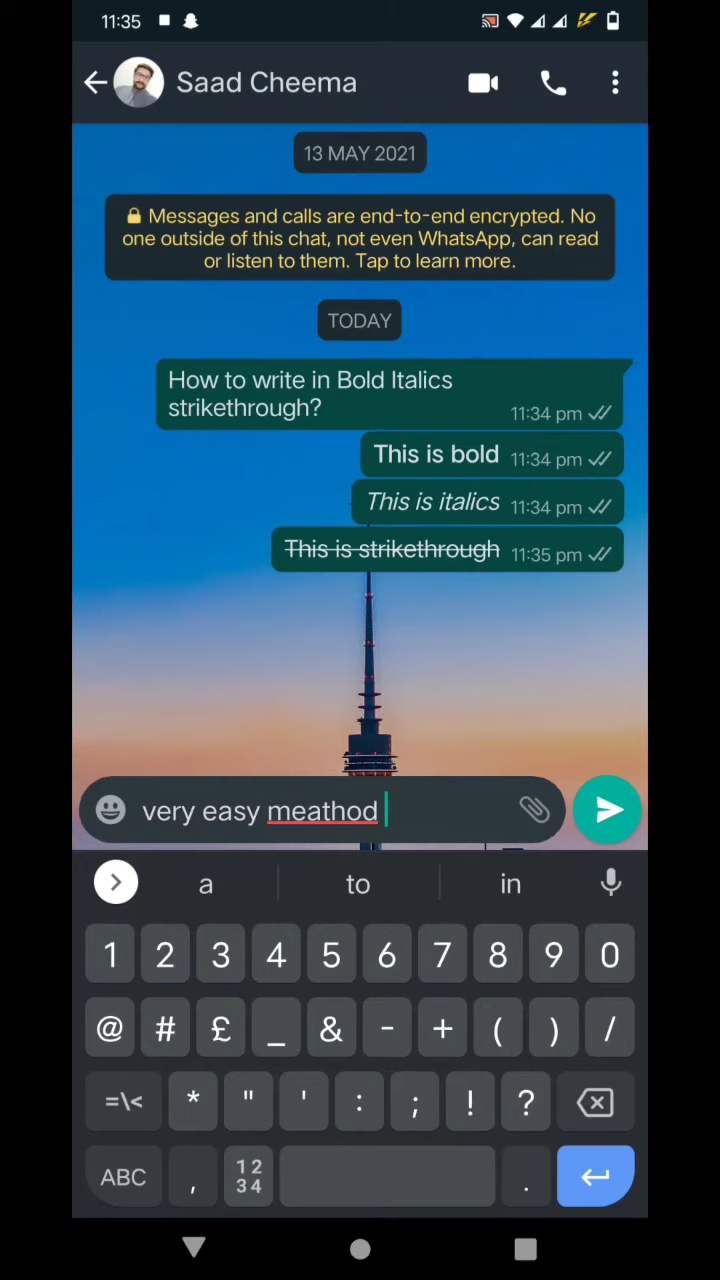 11:35
Saad Cheema
13 MAY 2021
🔒 Messages and calls are end-to-end encrypted. No
one outside of this chat, not even WhatsApp, can read
or listen to them. Tap to learn more.
TODAY
How to write in Bold Italics
strikethrough?
11:34 pm
This is bold 11:34 pm
This is italics 11:34 pm
This is strikethrough 11:35 pm
very easy meathod
a to in
1 2 3 4 5 6 7 8 9 0
@ # £ _ & - + ( ) /
=\< * " ' : ; ! ?
ABC , 12 34 .